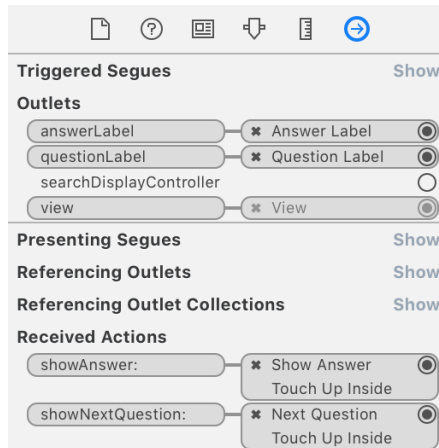 Triggered Segues Show
Outlets
answerLabel ✖ Answer Label
questionLabel ✖ Question Label
searchDisplayController
view ✖ View
Presenting Segues Show
Referencing Outlets Show
Referencing Outlet Collections Show
Received Actions
showAnswer: ✖ Show Answer
Touch Up Inside
showNextQuestion: ✖ Next Question
Touch Up Inside